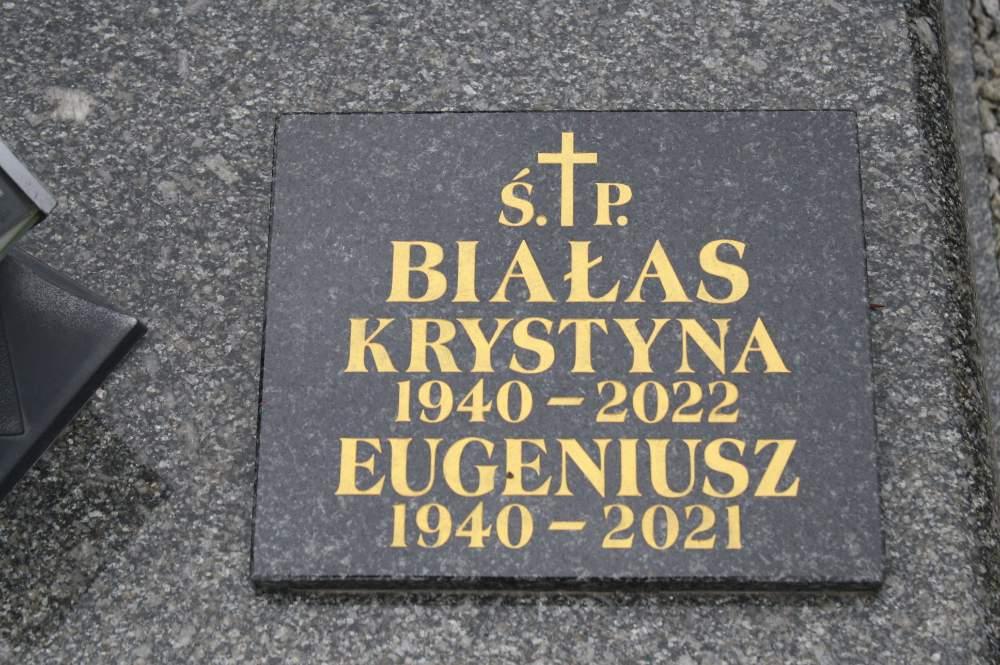 Ś. P.
BIAŁAS
KRYSTYNA
1940 – 2022
EUGENIUSZ
1940 – 2021